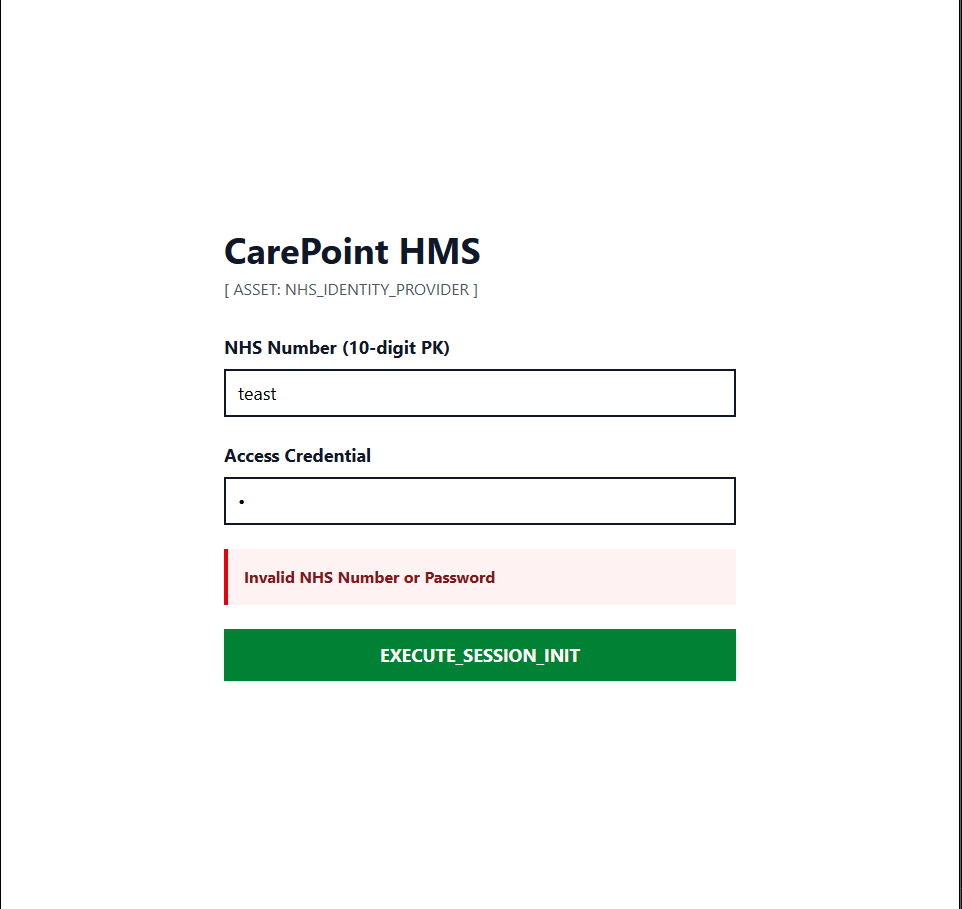 CarePoint HMS
[ ASSET: NHS_IDENTITY_PROVIDER ]
NHS Number (10-digit PK)
teast
Access Credential
•
Invalid NHS Number or Password
EXECUTE_SESSION_INIT